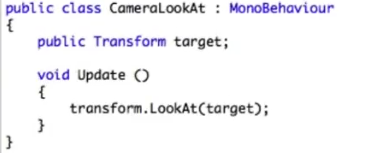 public class CameraLookAt : MonoBehaviour
{
    public Transform target;

    void Update ()
    {
        transform.LookAt(target);
    }
}